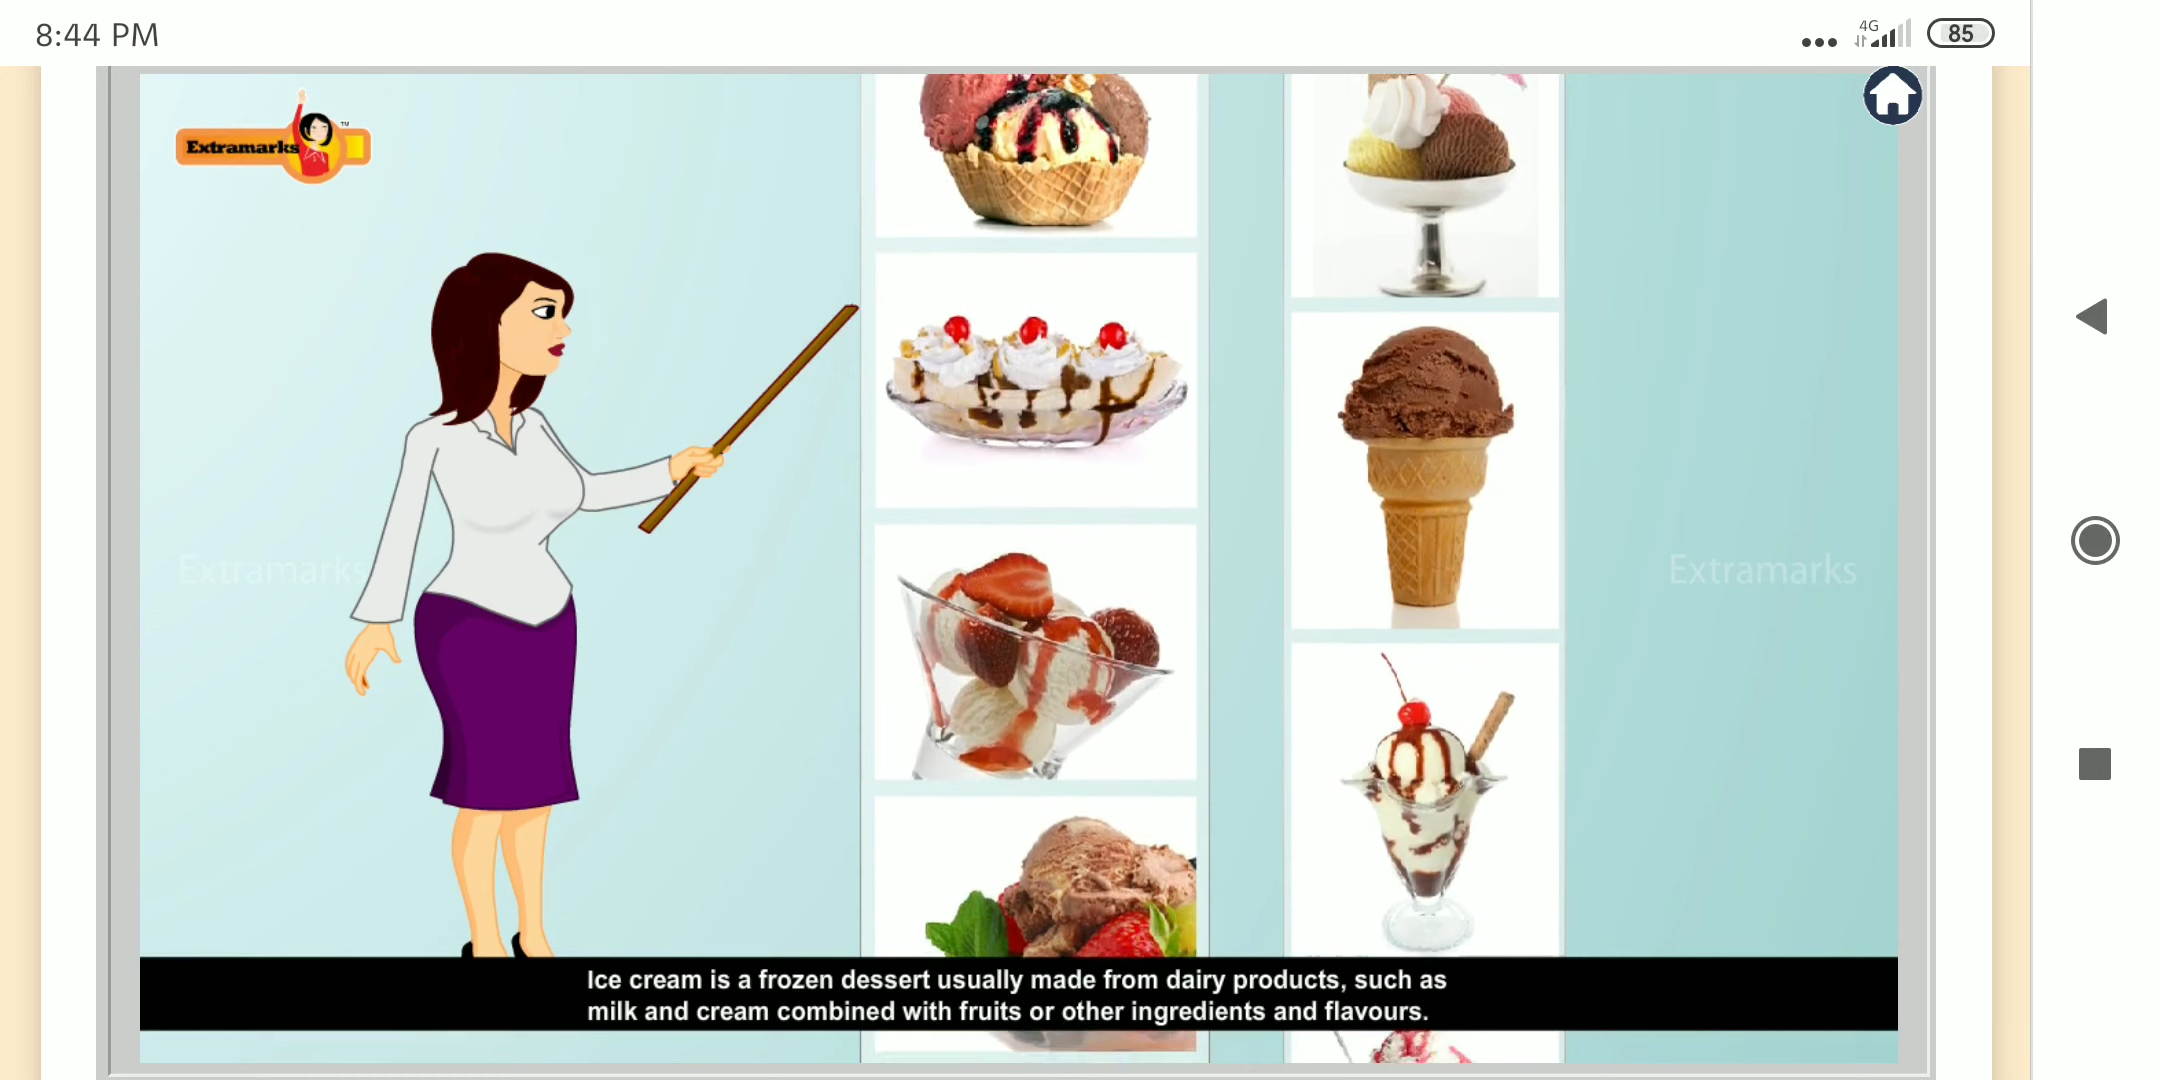 8:44 PM
4G
85
Extramarks
TM
Extramarks
Extramarks
Ice cream is a frozen dessert usually made from dairy products, such as
milk and cream combined with fruits or other ingredients and flavours.